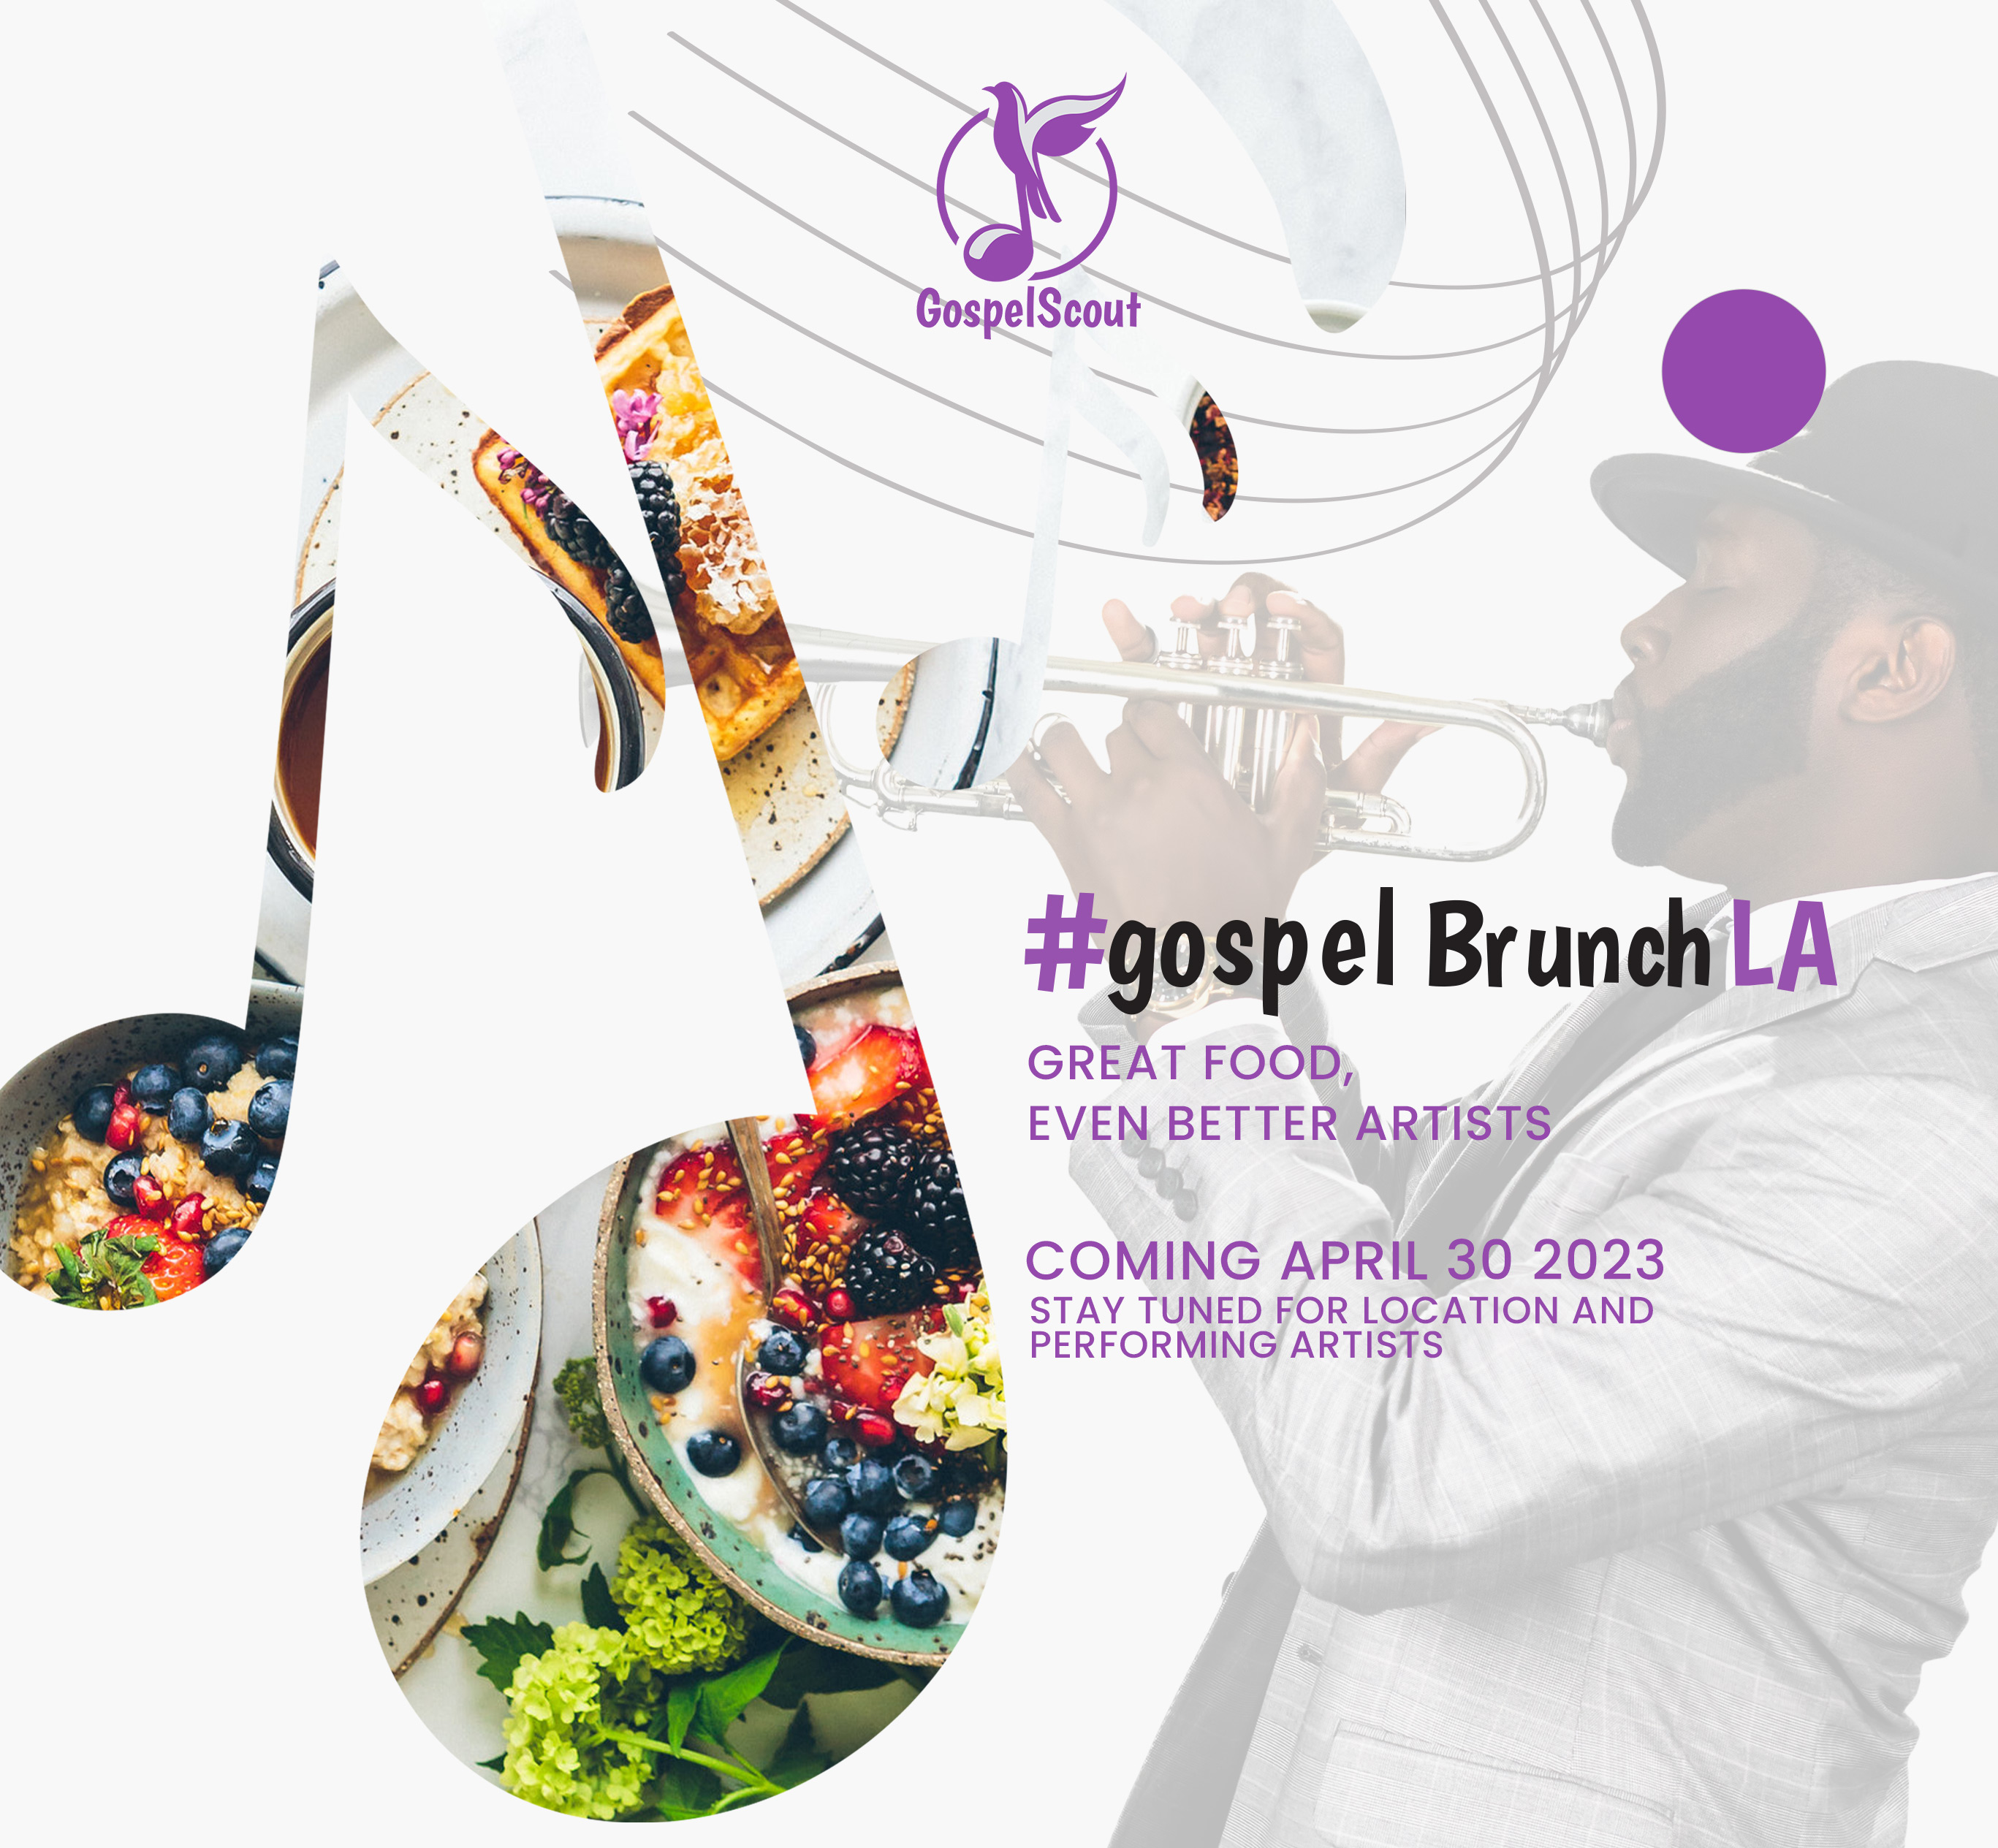 GospelScout
#gospel Brunch LA
GREAT FOOD,
EVEN BETTER ARTISTS
COMING APRIL 30 2023
STAY TUNED FOR LOCATION AND
PERFORMING ARTISTS